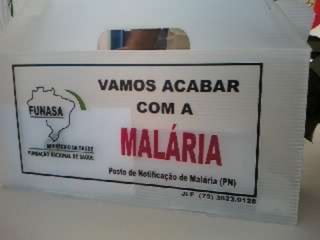 VAMOS ACABAR
COM A
MALÁRIA
Posto de Notificação de Malária (PN)
FUNASA
MINISTÉRIO DA SAÚDE
FUNDAÇÃO NACIONAL DE SAÚDE